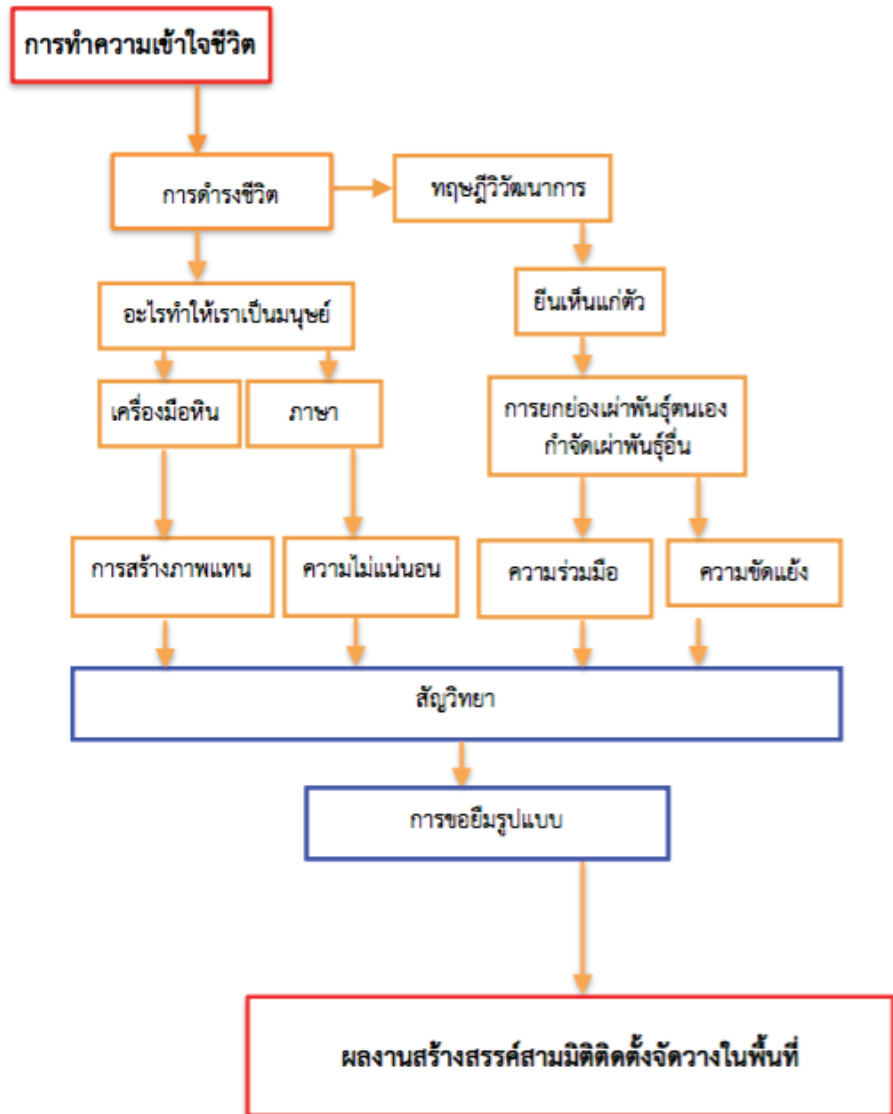 การทำความเข้าใจชีวิต
การดำรงชีวิต
ทฤษฎีวิวัฒนาการ
อะไรทำให้เราเป็นมนุษย์
ยีนเห็นแก่ตัว
เครื่องมือหิน
ภาษา
การยกย่องเผ่าพันธุ์ตนเอง
กำจัดเผ่าพันธุ์อื่น
การสร้างภาพแทน
ความไม่แน่นอน
ความร่วมมือ
ความขัดแย้ง
สัญวิทยา
การขอยืมรูปแบบ
ผลงานสร้างสรรค์สามมิติติดตั้งจัดวางในพื้นที่